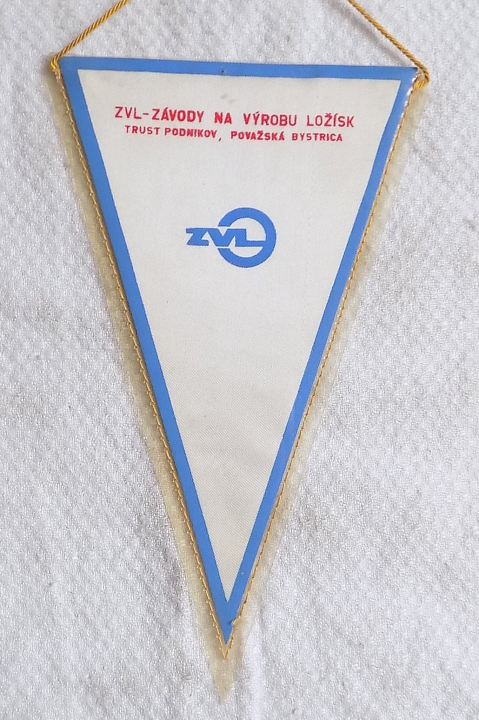 ZVL-ZÁVODY NA VÝROBU LOŽÍSK
TRUST PODNIKOV, POVAŽSKÁ BYSTRICA
ZVL